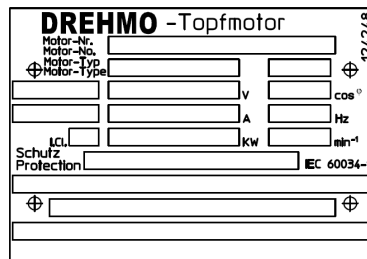 DREHMO -Topfmotor
Motor-Nr.
Motor-No.
Motor-Typ
Motor-Type
V cos φ
A Hz
I.Cl. KW min⁻¹
Schutz
Protection IEC 60034-